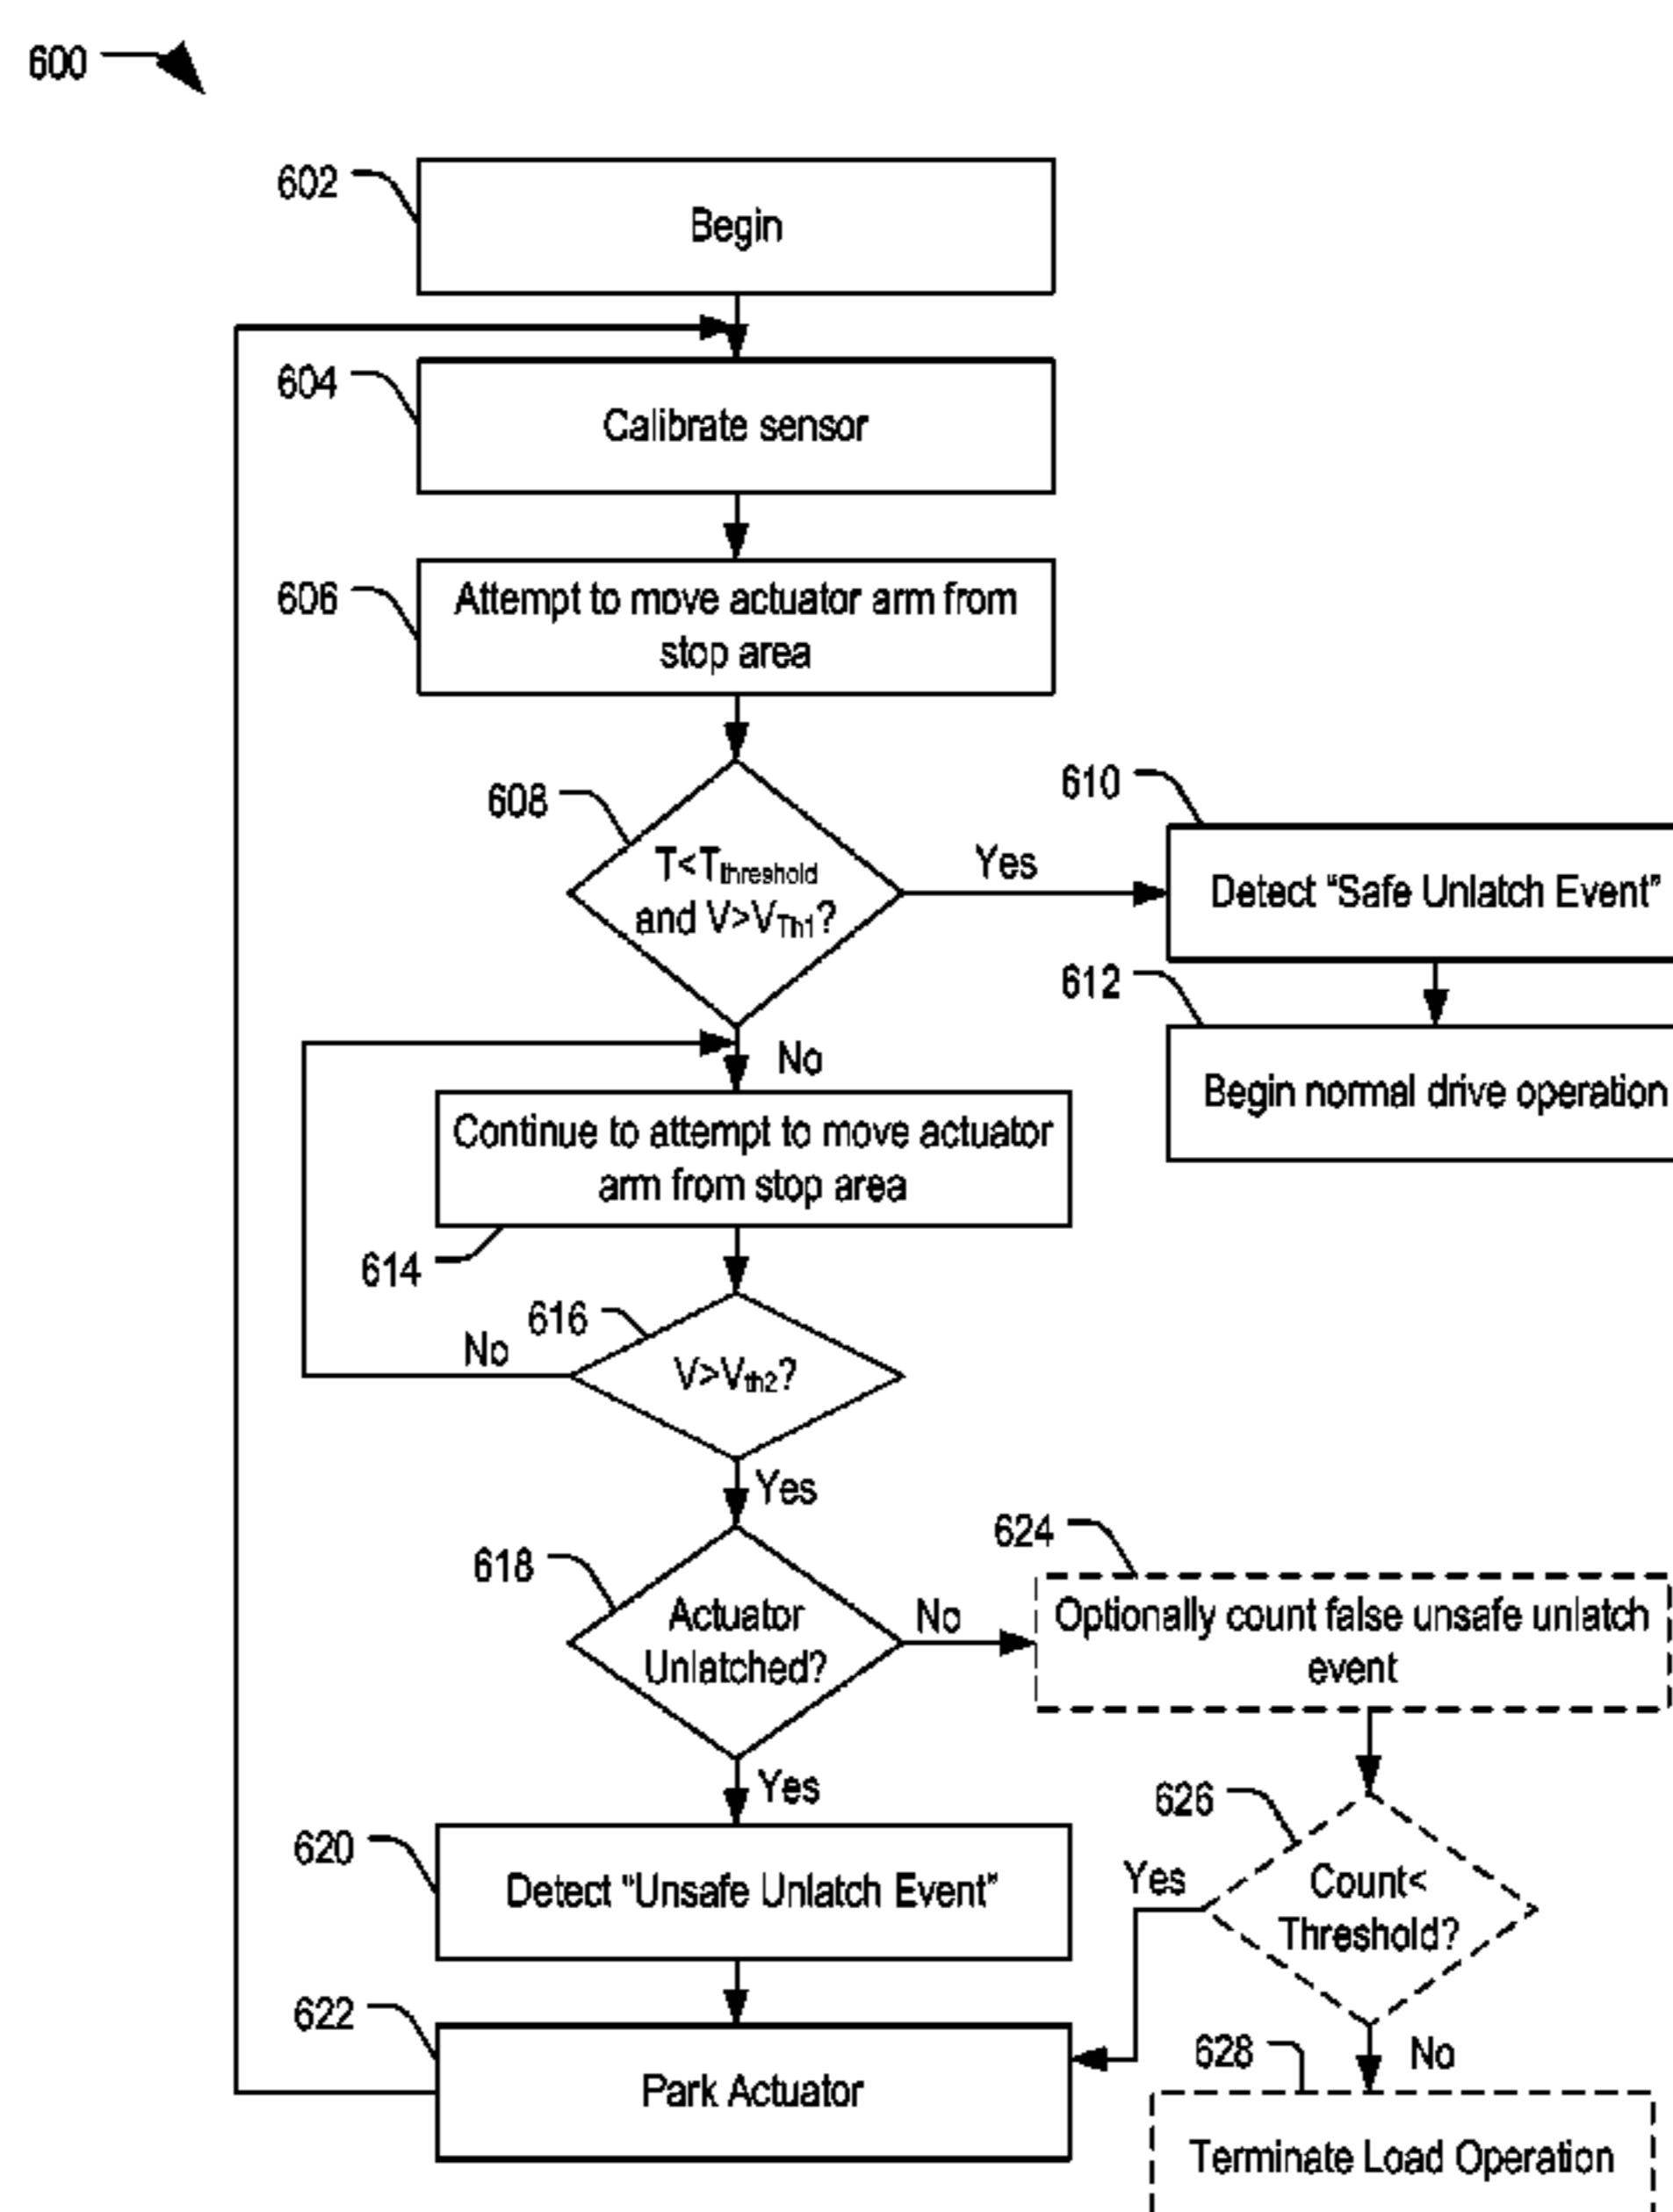 600
602
Begin
604
Calibrate sensor
606
Attempt to move actuator arm from
stop area
608
T<Tthreshold
and V>VTh1?
Yes
610
Detect “Safe Unlatch Event”
612
Begin normal drive operation
No
Continue to attempt to move actuator
arm from stop area
614
616
No
V>Vth2?
Yes
618
Actuator
Unlatched?
No
624
Optionally count false unsafe unlatch
event
Yes
620
Detect “Unsafe Unlatch Event”
626
Count<
Threshold?
Yes
622
Park Actuator
No
628
Terminate Load Operation